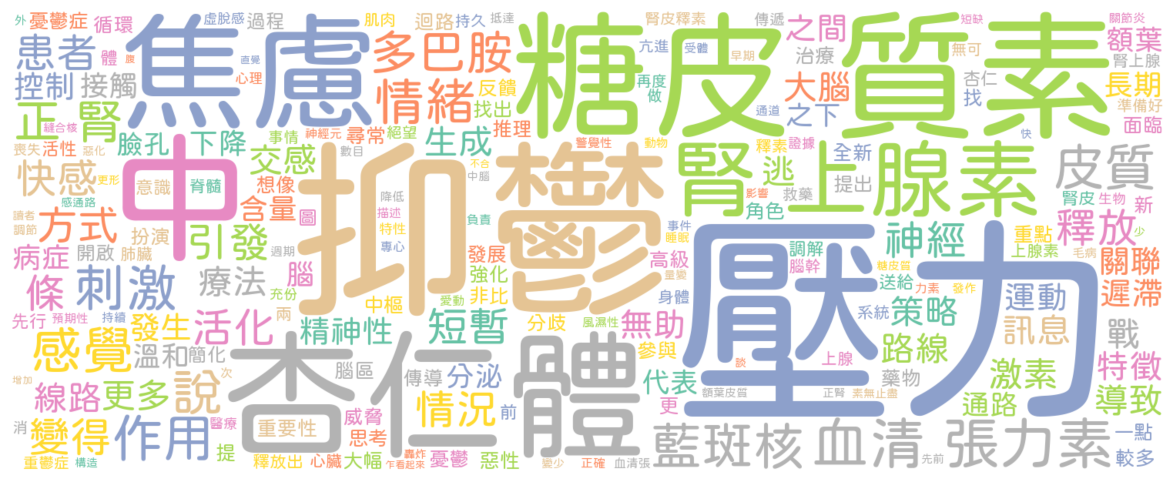 外
憂鬱症
循環
虛脫感
過程
肌肉
迴路
持久
抵達
腎皮釋素
傳遞
之間
亢進
受體
早期
短缺
關節炎
額葉
無可
治療
腎上腺
患者
體
腹
直覺
心理
焦慮
多巴胺
糖皮質素
控制
接觸
情緒
反饋
找出
再度
做
大腦
杏仁
找
長期
準備好
通道
之下
正腎
縫合核
臉孔
下降
事情
神經元
尋常
絕望
推理
警覺性
動物
釋素
證據
快
面臨
喪失
活性
惡化
數目
交感
生成
不合
中腦
腎上腺素
逃
全新
提出
皮質
快感
更形
中
意識
脊髓
想像
抑鬱
降低
影響
救藥
角色
腎皮
生物
新
感通路
讀者
調節
方式
扮演
引發
含量
圖
描述
特性
專心
負責
事件
睡眠
壓力
神經
重點
釋放
少
上腺素
毛病
病症
開啟
肺臟
週期
腦
發展
高級
調解
腦幹
糖皮質
送給
關聯
條
刺激
療法
充份
中樞
強化
愛動
非比
量變
身體
力素
發作
運動
遲滯
先行
預期性
持續
發生
活化
兩
精神性
短暫
分歧
風濕性
無助
系統
策略
訊息
戰
感覺
溫和
簡化
杏仁體
參與
談
上腺
路線
特徵
線路
更多
說
次
腦區
傳導
分泌
代表
額葉皮質
藥物
正腎
素無止盡
激素
通路
導致
增加
消
變得
作用
醫療
提
重要性
威脅
思考
情況
前
更
藍斑核
血清張力素
一點
重鬱症
構造
釋放出
心臟
大幅
轟炸
乍看起來
憂鬱
惡性
變少
正確
血清張
先前
較多